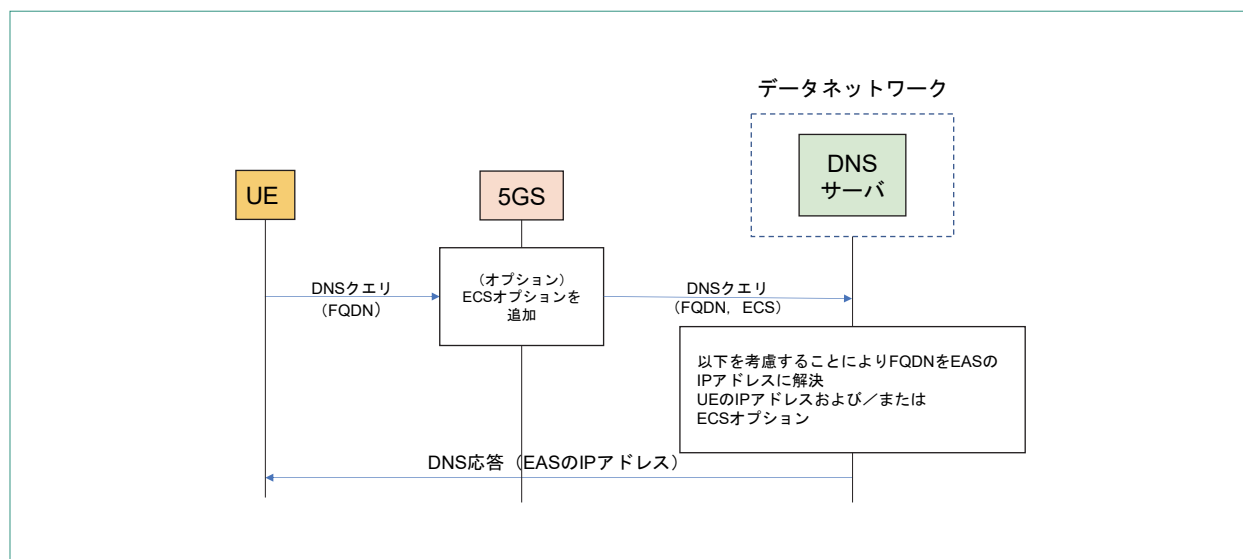 データネットワーク
DNS
サーバ
UE
5GS
DNSクエリ
(FQDN)
（オプション）
ECSオプションを
追加
DNSクエリ
（FQDN，ECS）
以下を考慮することによりFQDNをEASの
IPアドレスに解決
UEのIPアドレスおよび／または
ECSオプション
DNS応答（EASのIPアドレス）